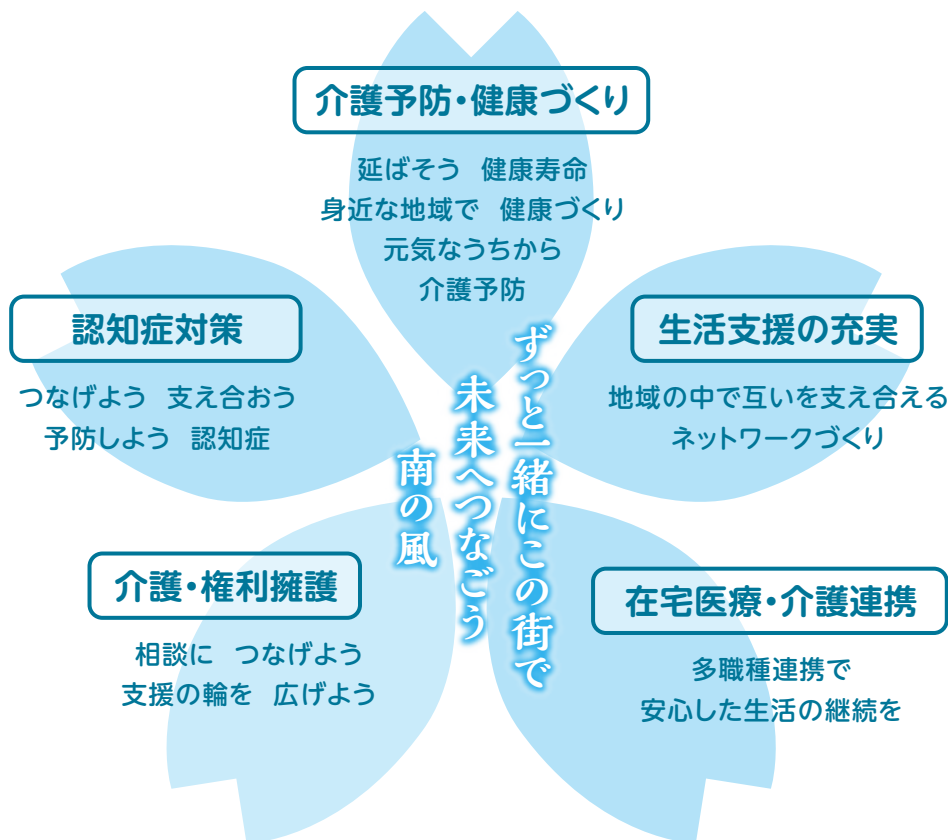 介護予防・健康づくり
延ばそう 健康寿命
身近な地域で 健康づくり
元気なうちから
介護予防
認知症対策
つなげよう 支え合おう
予防しよう 認知症
生活支援の充実
地域の中で互いを支え合える
ネットワークづくり
ずっと一緒にこの街で
未来へつなごう
南の風
介護・権利擁護
相談に つなげよう
支援の輪を 広げよう
在宅医療・介護連携
多職種連携で
安心した生活の継続を